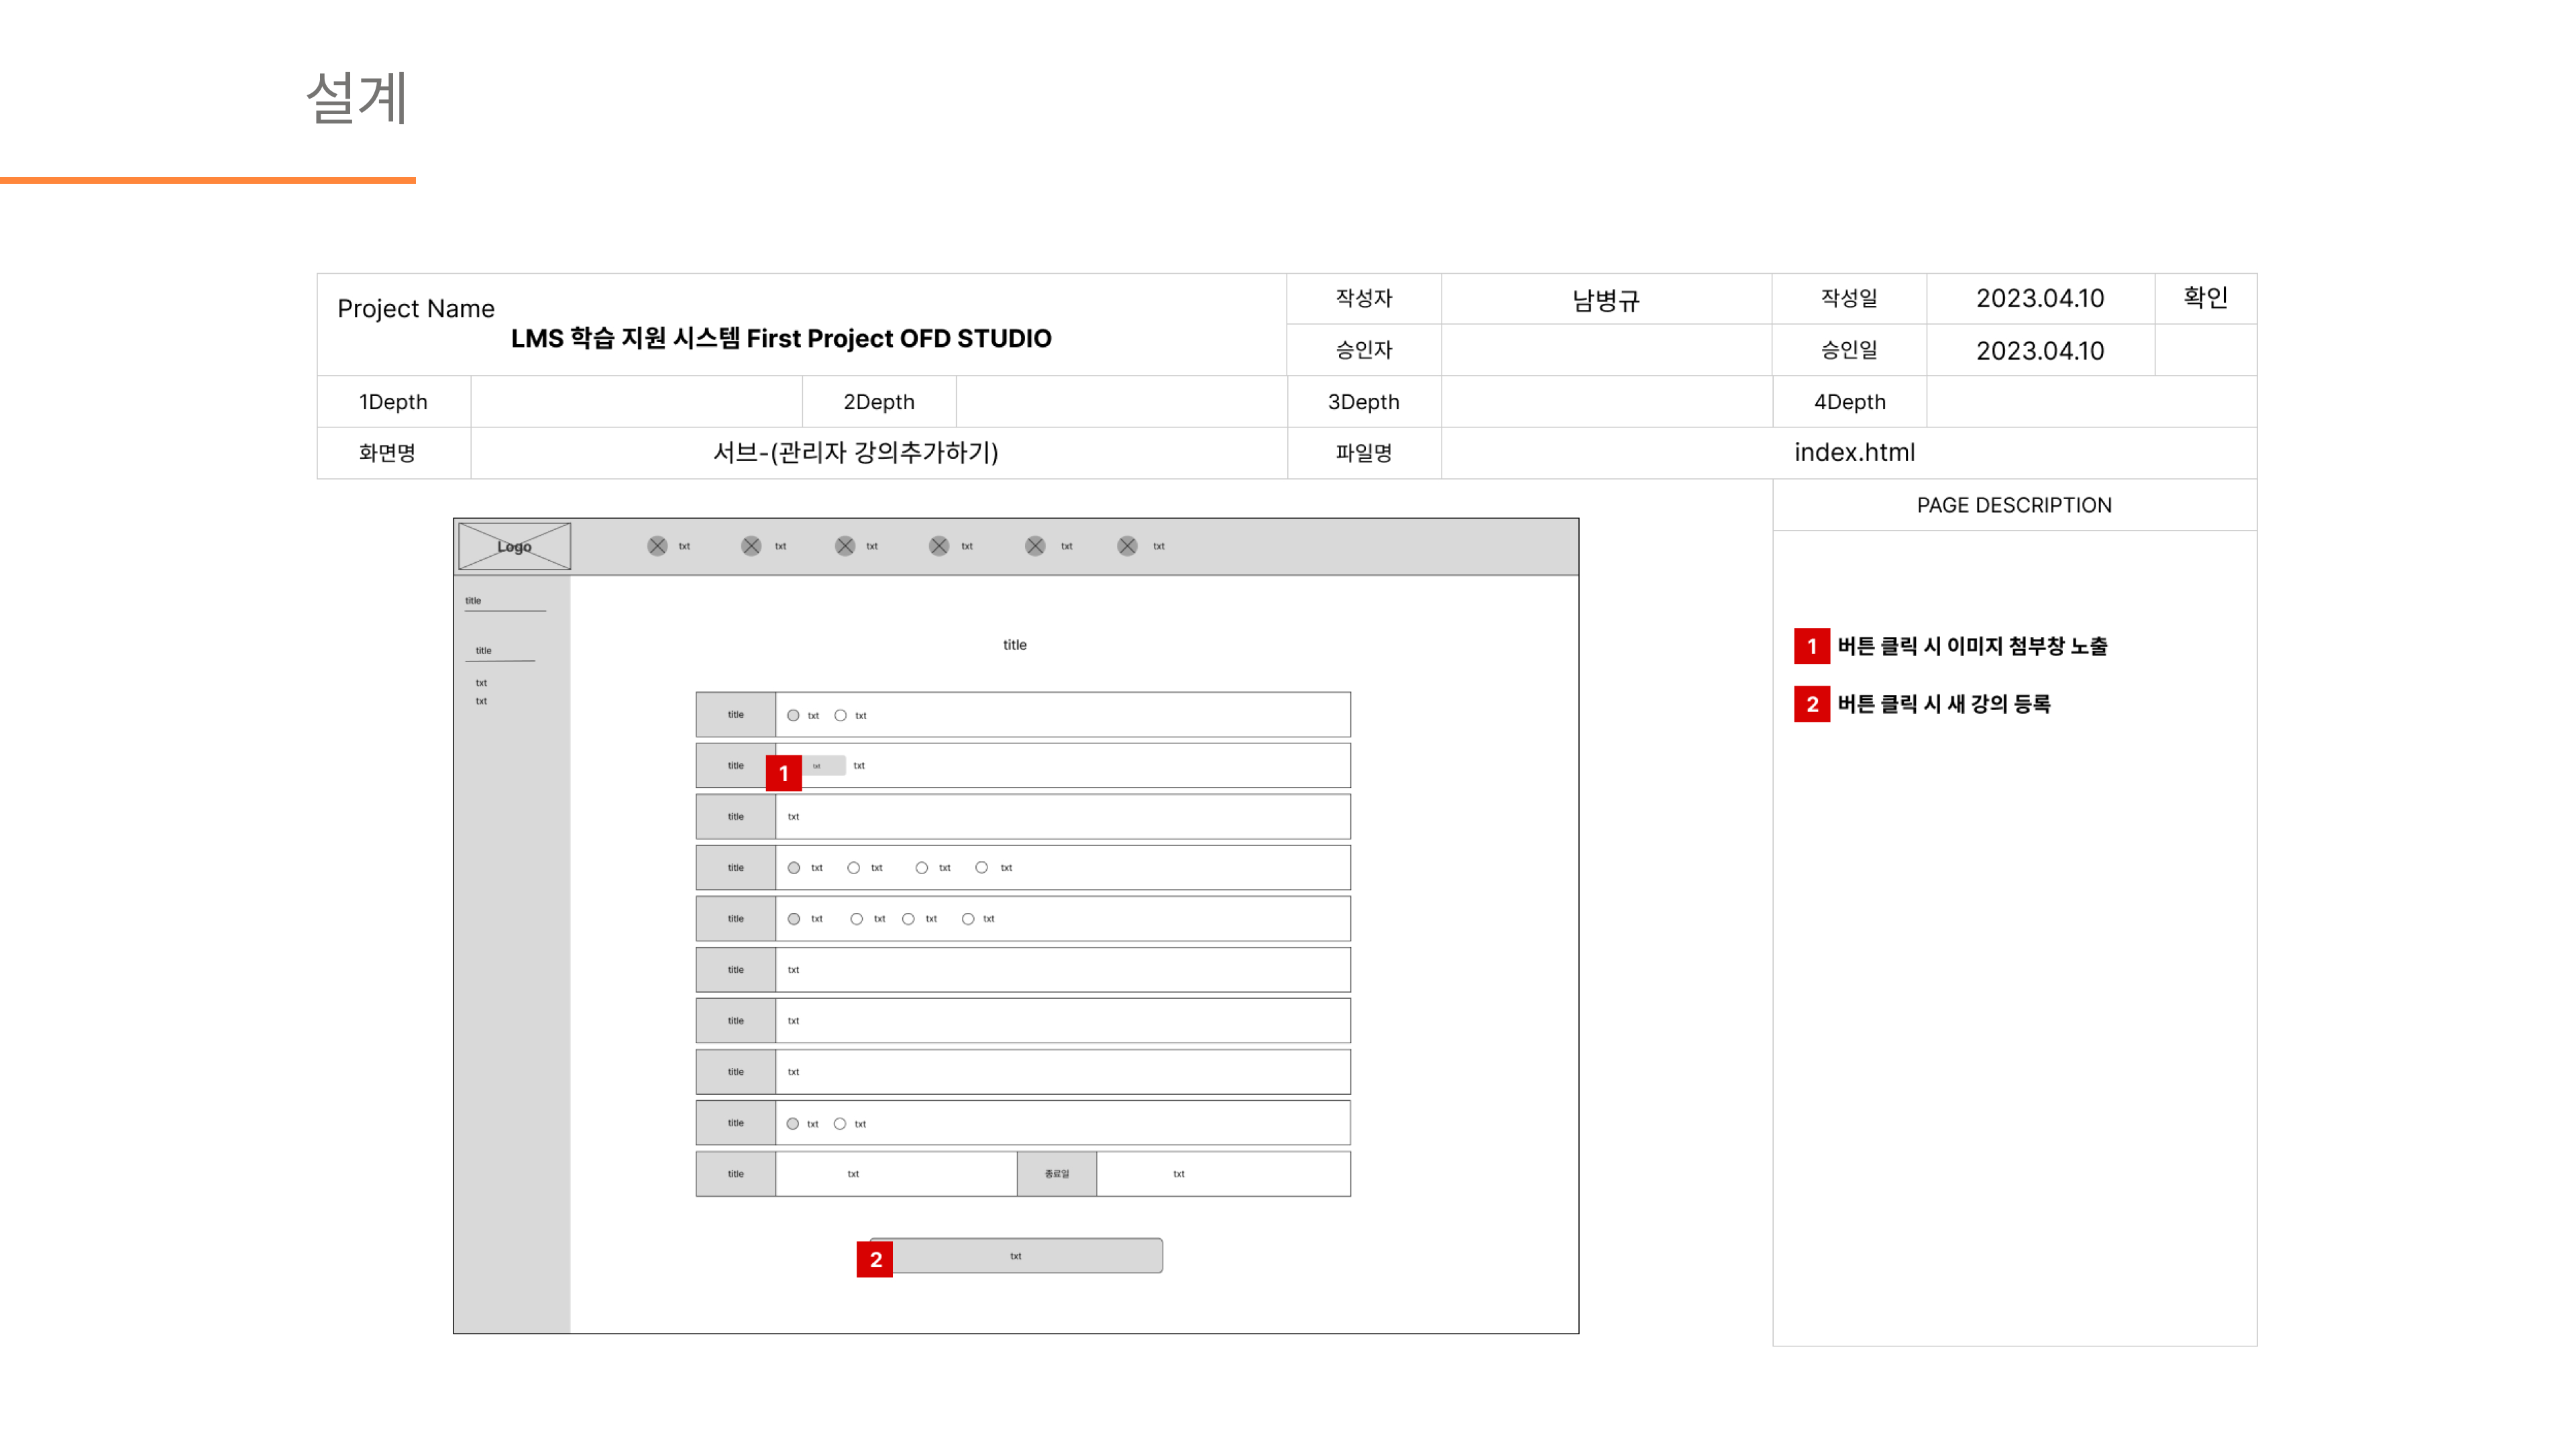 설계
Project Name
LMS 학습 지원 시스템 First Project OFD STUDIO
작성자 남병규 작성일 2023.04.10 확인
승인자 승인일 2023.04.10
1Depth 2Depth 3Depth 4Depth
화면명 서브-(관리자 강의추가하기) 파일명 index.html
PAGE DESCRIPTION
1 버튼 클릭 시 이미지 첨부창 노출
2 버튼 클릭 시 새 강의 등록
Logo txt txt txt txt txt txt
title
title
txt
txt
title
title txt txt
title 1 txt txt
title txt
title txt txt txt txt
title txt txt txt txt
title txt
title txt
title txt
title txt txt
title txt 종료일 txt
2 txt